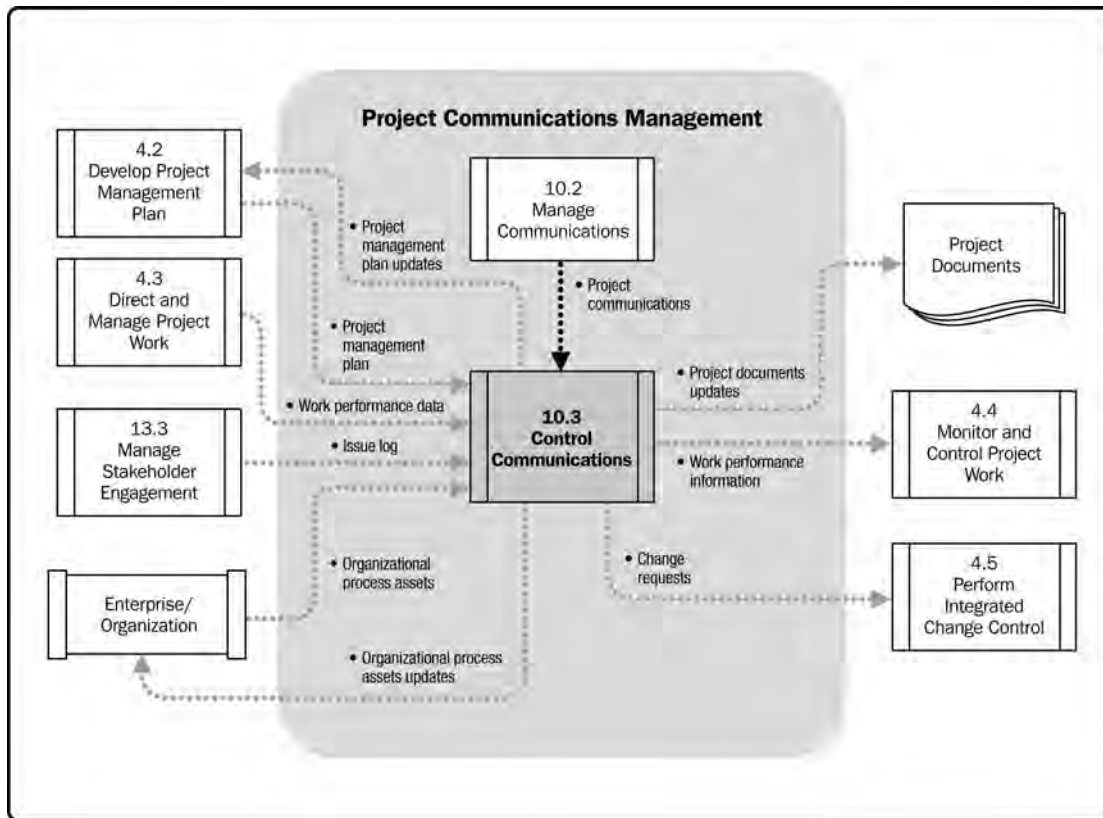 Project Communications Management
4.2
Develop Project
Management
Plan
10.2
Manage
Communications
• Project
management
plan updates
Project
Documents
4.3
Direct and
Manage Project
Work
• Project
communications
• Project
management
plan
• Project documents
updates
• Work performance data
10.3
Control
Communications
4.4
Monitor and
Control Project
Work
13.3
Manage
Stakeholder
Engagement
• Issue log
• Work performance
information
• Organizational
process assets
• Change
requests
4.5
Perform
Integrated
Change Control
Enterprise/
Organization
• Organizational process
assets updates